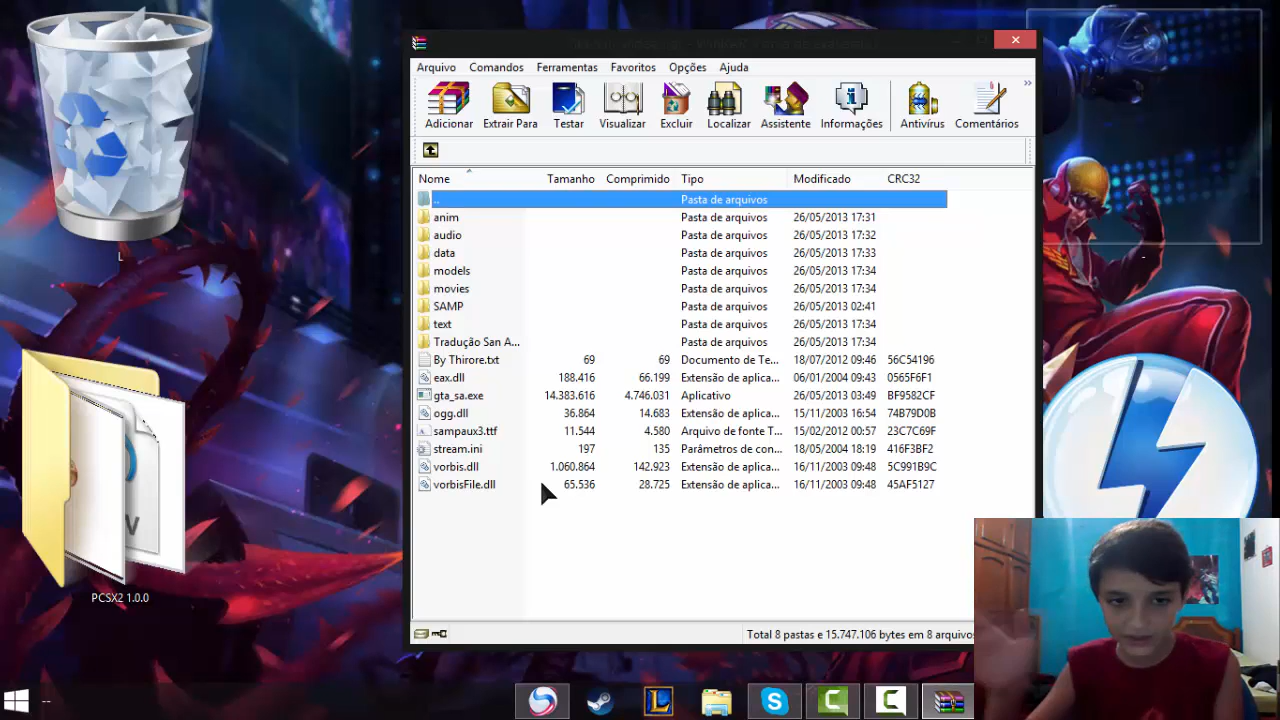 Arquivo Comandos Ferramentas Favoritos Opções Ajuda
Adicionar Extrair Para Testar Visualizar Excluir Localizar Assistente Informações Antivírus Comentários
Nome Tamanho Comprimido Tipo Modificado CRC32
.. Pasta de arquivos
anim Pasta de arquivos 26/05/2013 17:31
audio Pasta de arquivos 26/05/2013 17:32
data Pasta de arquivos 26/05/2013 17:33
models Pasta de arquivos 26/05/2013 17:34
movies Pasta de arquivos 26/05/2013 17:34
SAMP Pasta de arquivos 26/05/2013 02:41
text Pasta de arquivos 26/05/2013 17:34
Tradução San A... Pasta de arquivos 26/05/2013 17:34
By Thirore.txt 69 69 Documento de Te... 18/07/2012 09:46 56C54196
eax.dll 188.416 66.199 Extensão de aplica... 06/01/2004 09:43 0565F6F1
gta_sa.exe 14.383.616 4.746.031 Aplicativo 26/05/2013 03:49 BF9582CF
ogg.dll 36.864 14.683 Extensão de aplica... 15/11/2003 16:54 74B79D0B
sampaux3.ttf 11.544 4.580 Arquivo de fonte T... 15/02/2012 00:57 23C7C69F
stream.ini 197 135 Parâmetros de con... 18/05/2004 18:19 416F3BF2
vorbis.dll 1.060.864 142.923 Extensão de aplica... 16/11/2003 09:48 5C991B9C
vorbisFile.dll 65.536 28.725 Extensão de aplica... 16/11/2003 09:48 45AF5127
Total 8 pastas e 15.747.106 bytes em 8 arquivos
L
PCSX2 1.0.0